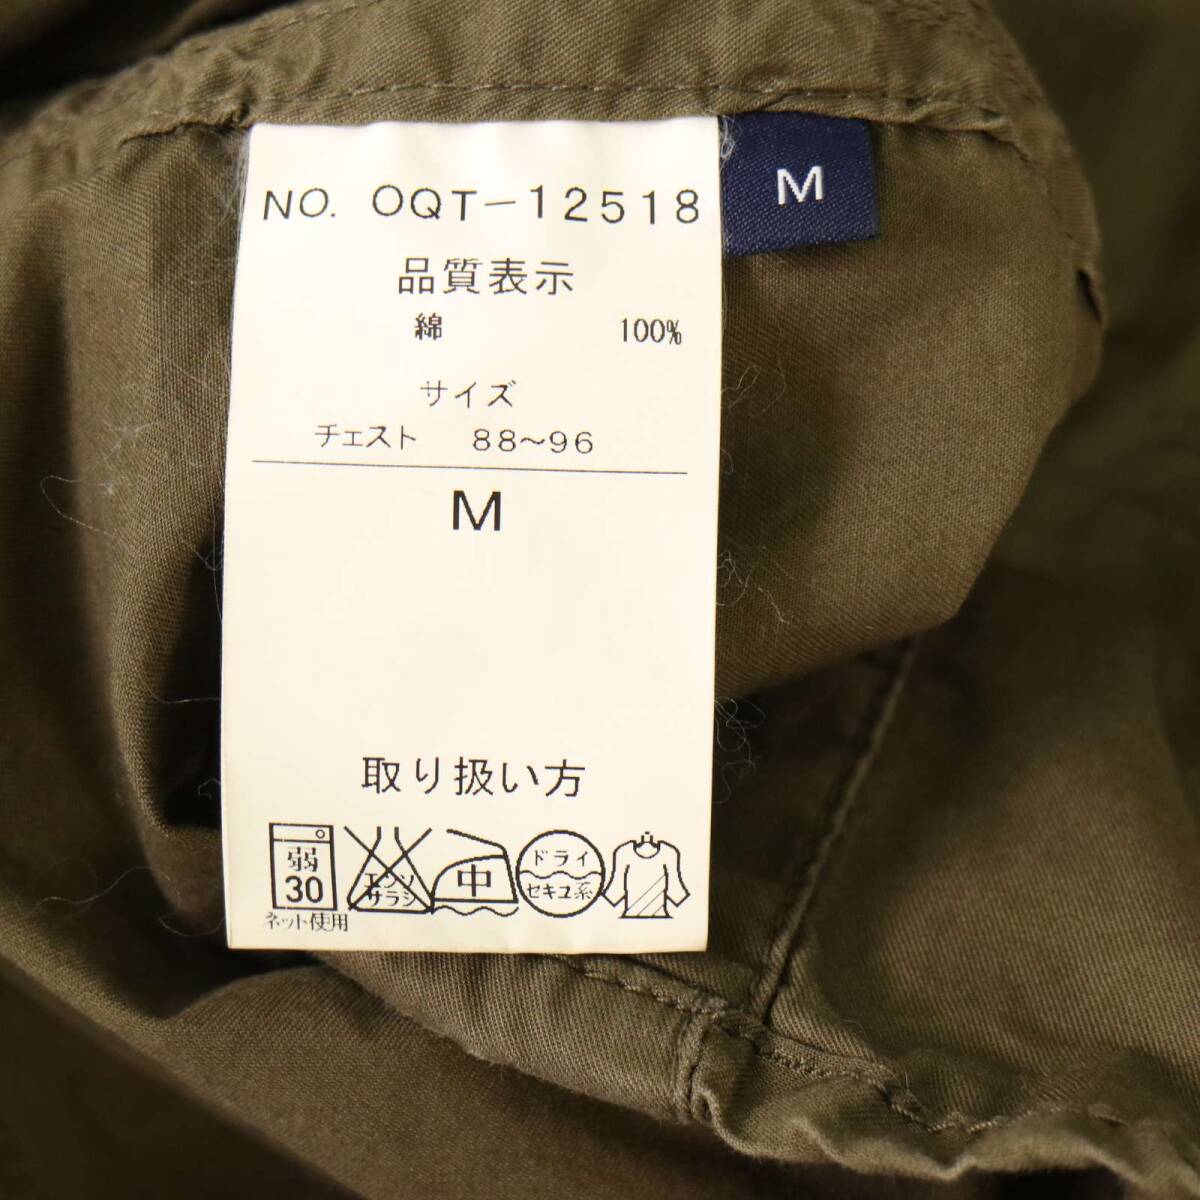 NO. OQT-12518
M
品質表示
綿 100%
サイズ
チェスト 88~96
M
取り扱い方
弱
30
ネット使用
エンソ
サラシ
中
ドライ
セキユ系